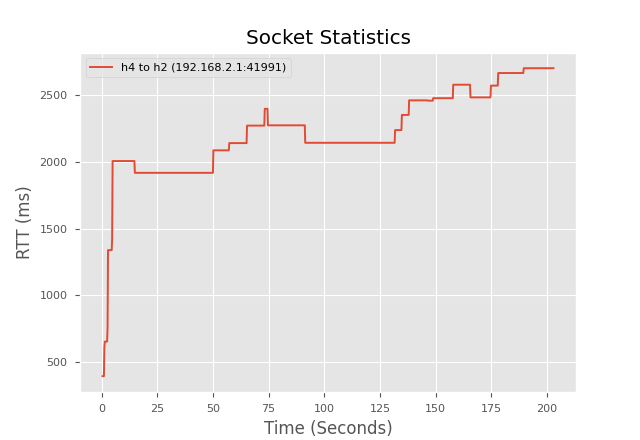 Socket Statistics
h4 to h2 (192.168.2.1:41991)
2500
2000
1500
1000
500
RTT (ms)
0 25 50 75 100 125 150 175 200
Time (Seconds)